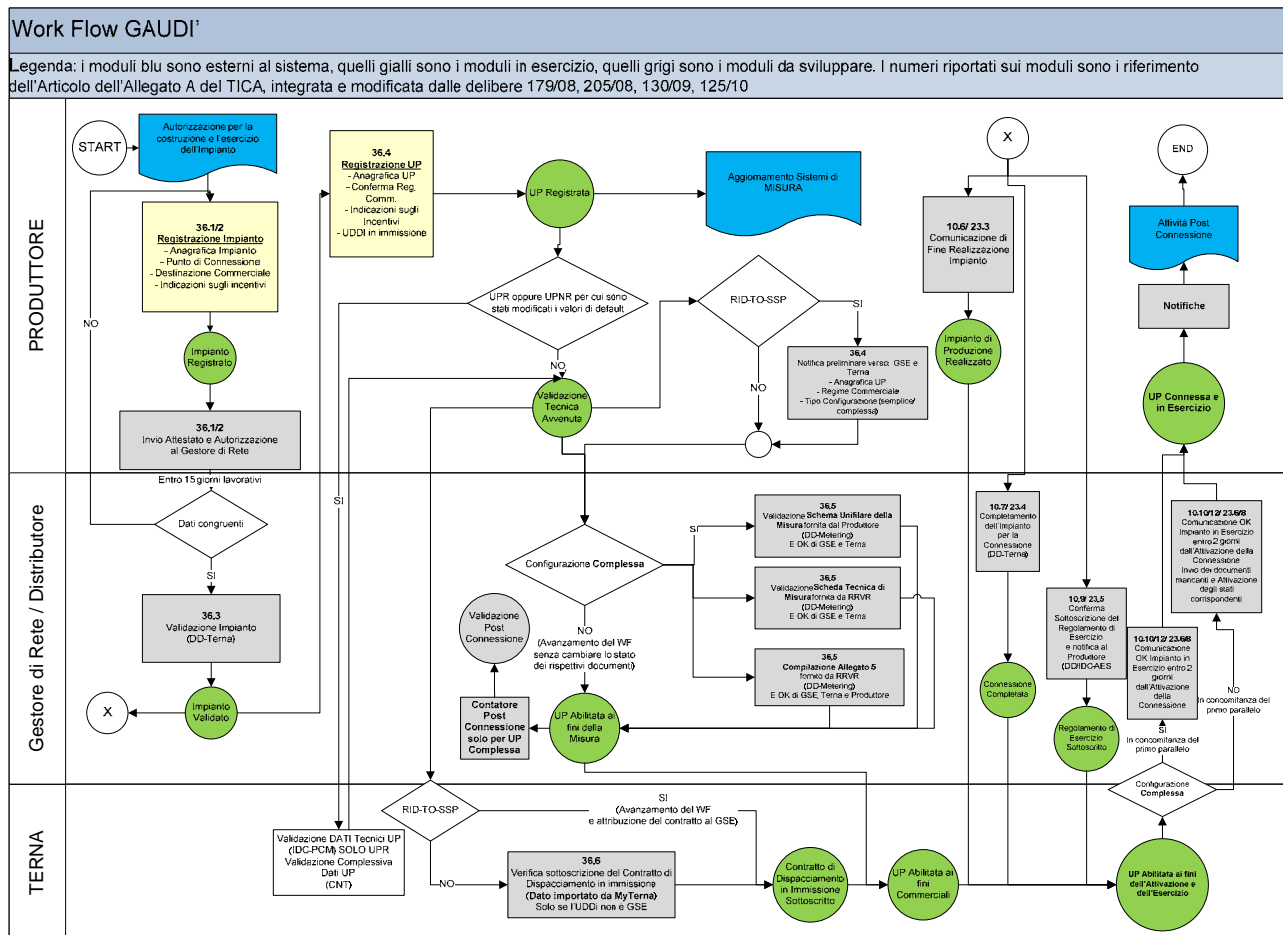 Work Flow GAUDI'
Legenda: i moduli blu sono esterni al sistema, quelli gialli sono i moduli in esercizio, quelli grigi sono i moduli da sviluppare. I numeri riportati sui moduli sono i riferimento
dell'Articolo dell'Allegato A del TICA, integrata e modificata dalle delibere 179/08, 205/08, 130/09, 125/10
PRODUTTORE
START
Autorizzazione per la
costruzione e l'esercizio
dell'Impianto
36.1/2
Registrazione Impianto
- Anagrafica Impianto
- Punto di Connessione
- Destinazione Commerciale
- Indicazioni sugli incentivi
NO
Impianto
Registrato
36.1/2
Invio Attestato e Autorizzazione
al Gestore di Rete
36.4
Registrazione UP
- Anagrafica UP
- Conferma Reg.
Comm.
- Indicazioni sugli
Incentivi
- UDDI in immissione
UP Registrata
Aggiornamento Sistemi di
MISURA
UPR oppure UPNR per cui sono
stati modificati i valori di default
NO
Validazione
Tecnica
Avvenuta
RID-TO-SSP
SI
NO
36.4
Notifica preliminare verso: GSE e
Terna
- Anagrafica UP
- Regime Commerciale
- Tipo Configurazione (semplice/
complessa)
X
10.6/ 23.3
Comunicazione di
Fine Realizzazione
Impianto
Impianto di
Produzione
Realizzato
END
Attività Post
Connessione
Notifiche
UP Connessa e
in Esercizio
Gestore di Rete / Distributore
Entro 15 giorni lavorativi
Dati congruenti
SI
36.3
Validazione Impianto
(DD-Terna)
X
Impianto
Validato
SI
Configurazione Complessa
SI
36.5
Validazione Schema Unifilare della
Misura fornita dal Produttore
(DD-Metering)
E OK di GSE e Terna
36.5
Validazione Scheda Tecnica di
Misura fornita da RRVR
(DD-Metering)
E OK di GSE e Terna
36.5
Compilazione Allegato 5
fornito da RRVR
(DD-Metering)
E OK di GSE, Terna e Produttore
NO
(Avanzamento del WF
senza cambiare lo stato
dei rispettivi documenti)
Validazione
Post
Connessione
Contatore
Post
Connessione
solo per UP
Complessa
UP Abilitata ai
fini della
Misura
10.7/ 23.4
Completamento
dell'Impianto
per la
Connessione
(DD-Terna)
Connessione
Completata
10.9/ 23.5
Conferma
Sottoscrizione del
Regolamento di
Esercizio
e notifica al
Produttore
(DD/IDC-AES)
Regolamento di
Esercizio
Sottoscritto
10.10/12/ 23.6/8
Comunicazione
OK Impianto in
Esercizio entro 2
giorni
dall'Attivazione
della
Connessione
10.10/12/ 23.6/8
Comunicazione OK
Impianto in Esercizio
entro 2 giorni
dall'Attivazione della
Connessione
Invio dei documenti
mancanti e Attivazione
degli stati
corrispondenti
SI
In concomitanza del
primo parallelo
NO
In concomitanza del
primo parallelo
Configurazione
Complessa
TERNA
Validazione DATI Tecnici UP
(IDC-PCM) SOLO UPR
Validazione Complessiva
Dati UP
(CNT)
RID-TO-SSP
SI
(Avanzamento del WF
e attribuzione del contratto al GSE)
NO
36.6
Verifica sottoscrizione del Contratto di
Dispacciamento in immissione
(Dato importato da MyTerna)
Solo se l'UDDi non è GSE
Contratto di
Dispacciamento
in Immissione
Sottoscritto
UP Abilitata ai
fini
Commerciali
UP Abilitata ai fini
dell'Attivazione e
dell'Esercizio